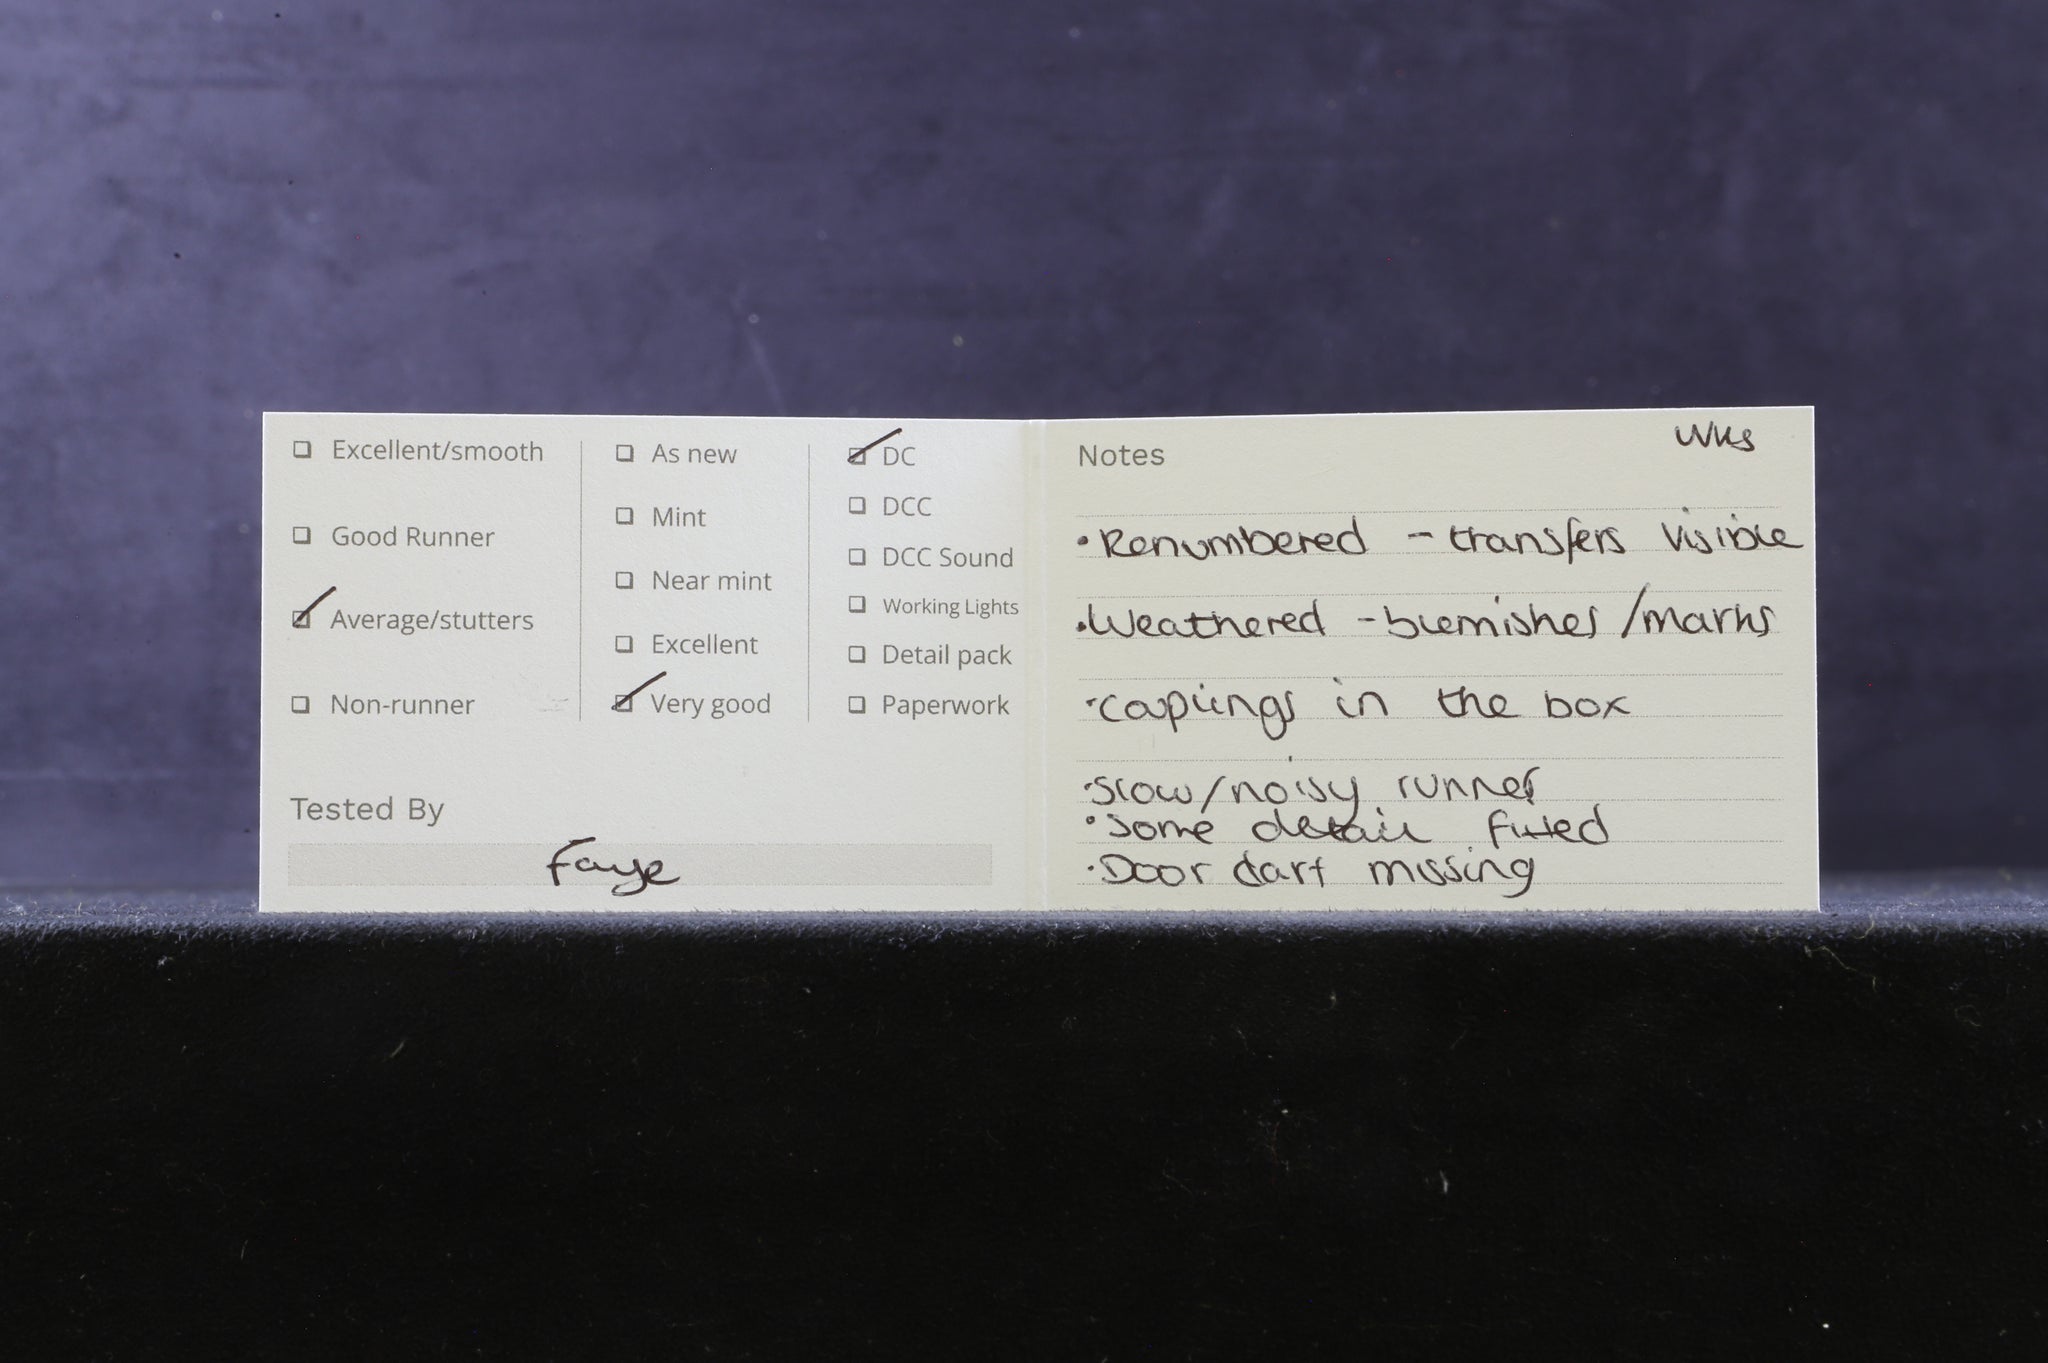 Excellent/smooth
Good Runner
Average/stutters
Non-runner
As new
Mint
Near mint
Excellent
Very good
DC
DCC
DCC Sound
Working Lights
Detail pack
Paperwork
Tested By
Faye
Notes
• Renumbered - transfers visible
• Weathered - blemishes / marks
• Couplings in the box
• Slow/noisy runner
• Some detail fitted
• Door dart missing